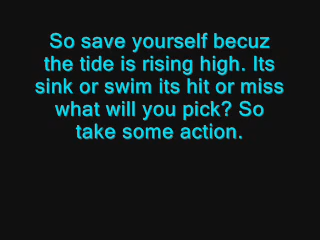 So save yourself becuz
the tide is rising high. Its
sink or swim its hit or miss
what will you pick? So
take some action.